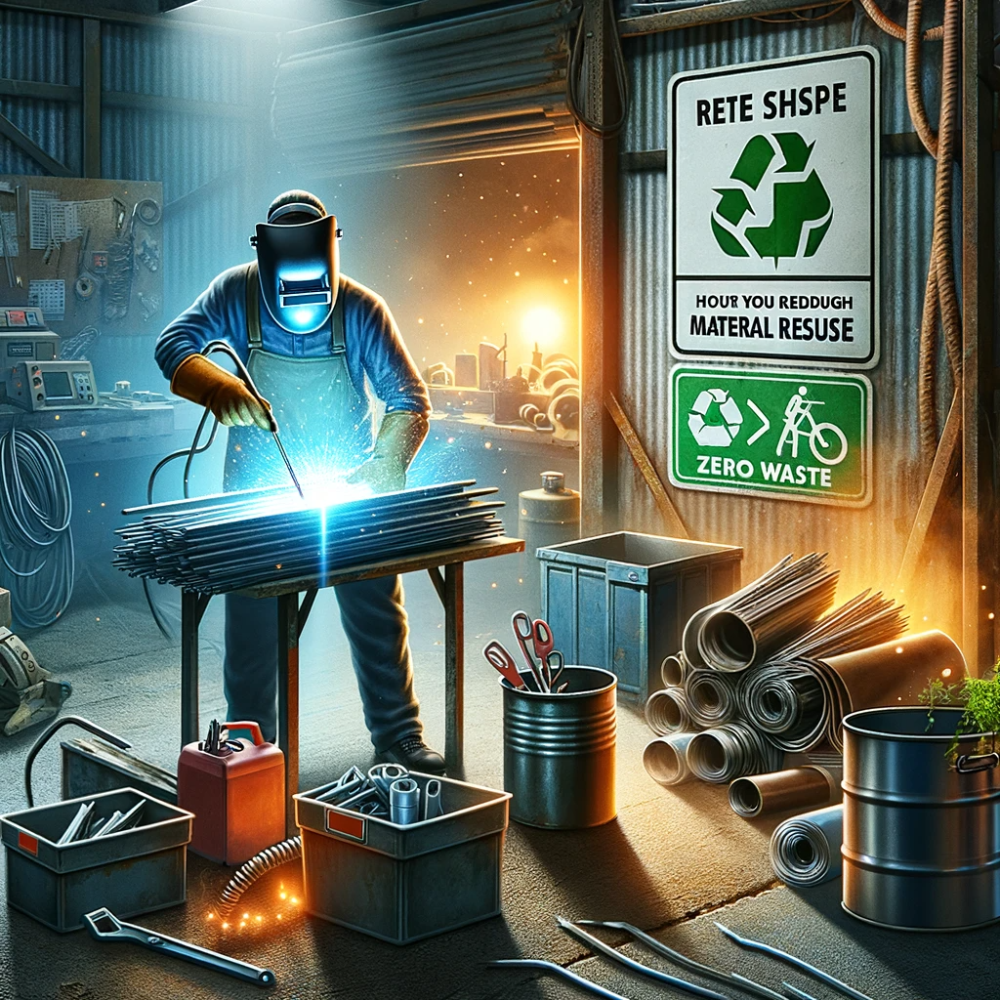 RETE SHSPE
HOUR YOU REDDUGH
MATERAL RESUSE
ZERO WASTE